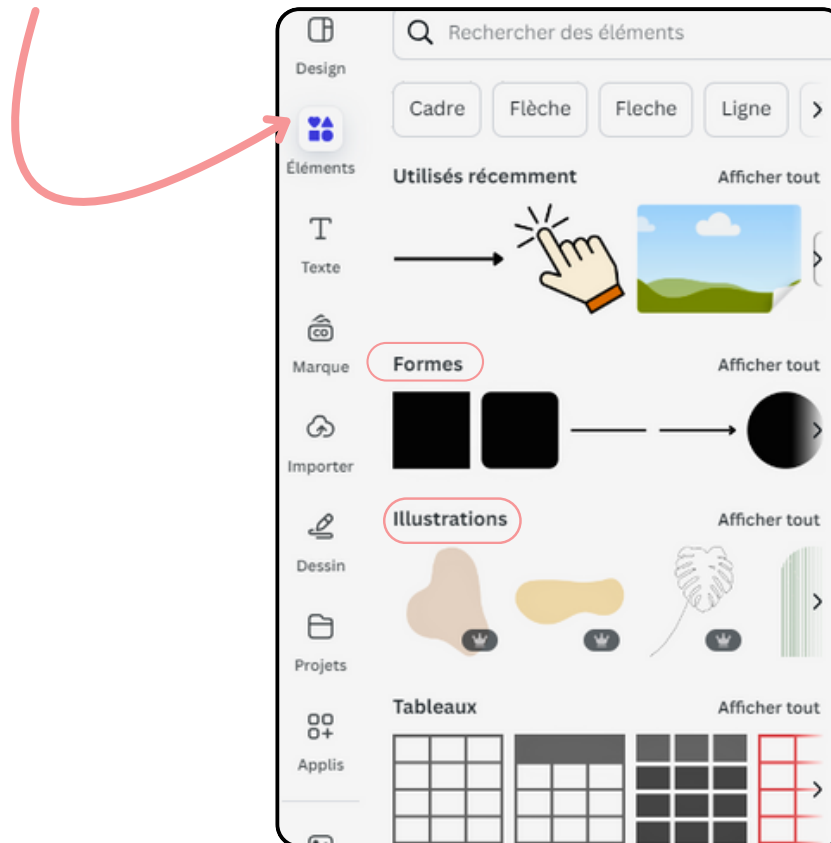 Design
Éléments
Texte
Marque
CO
Importer
Dessin
Projets
Applis
Rechercher des éléments
Cadre
Flèche
Fleche
Ligne
Utilisés récemment
Afficher tout
Formes
Afficher tout
Illustrations
Afficher tout
Tableaux
Afficher tout